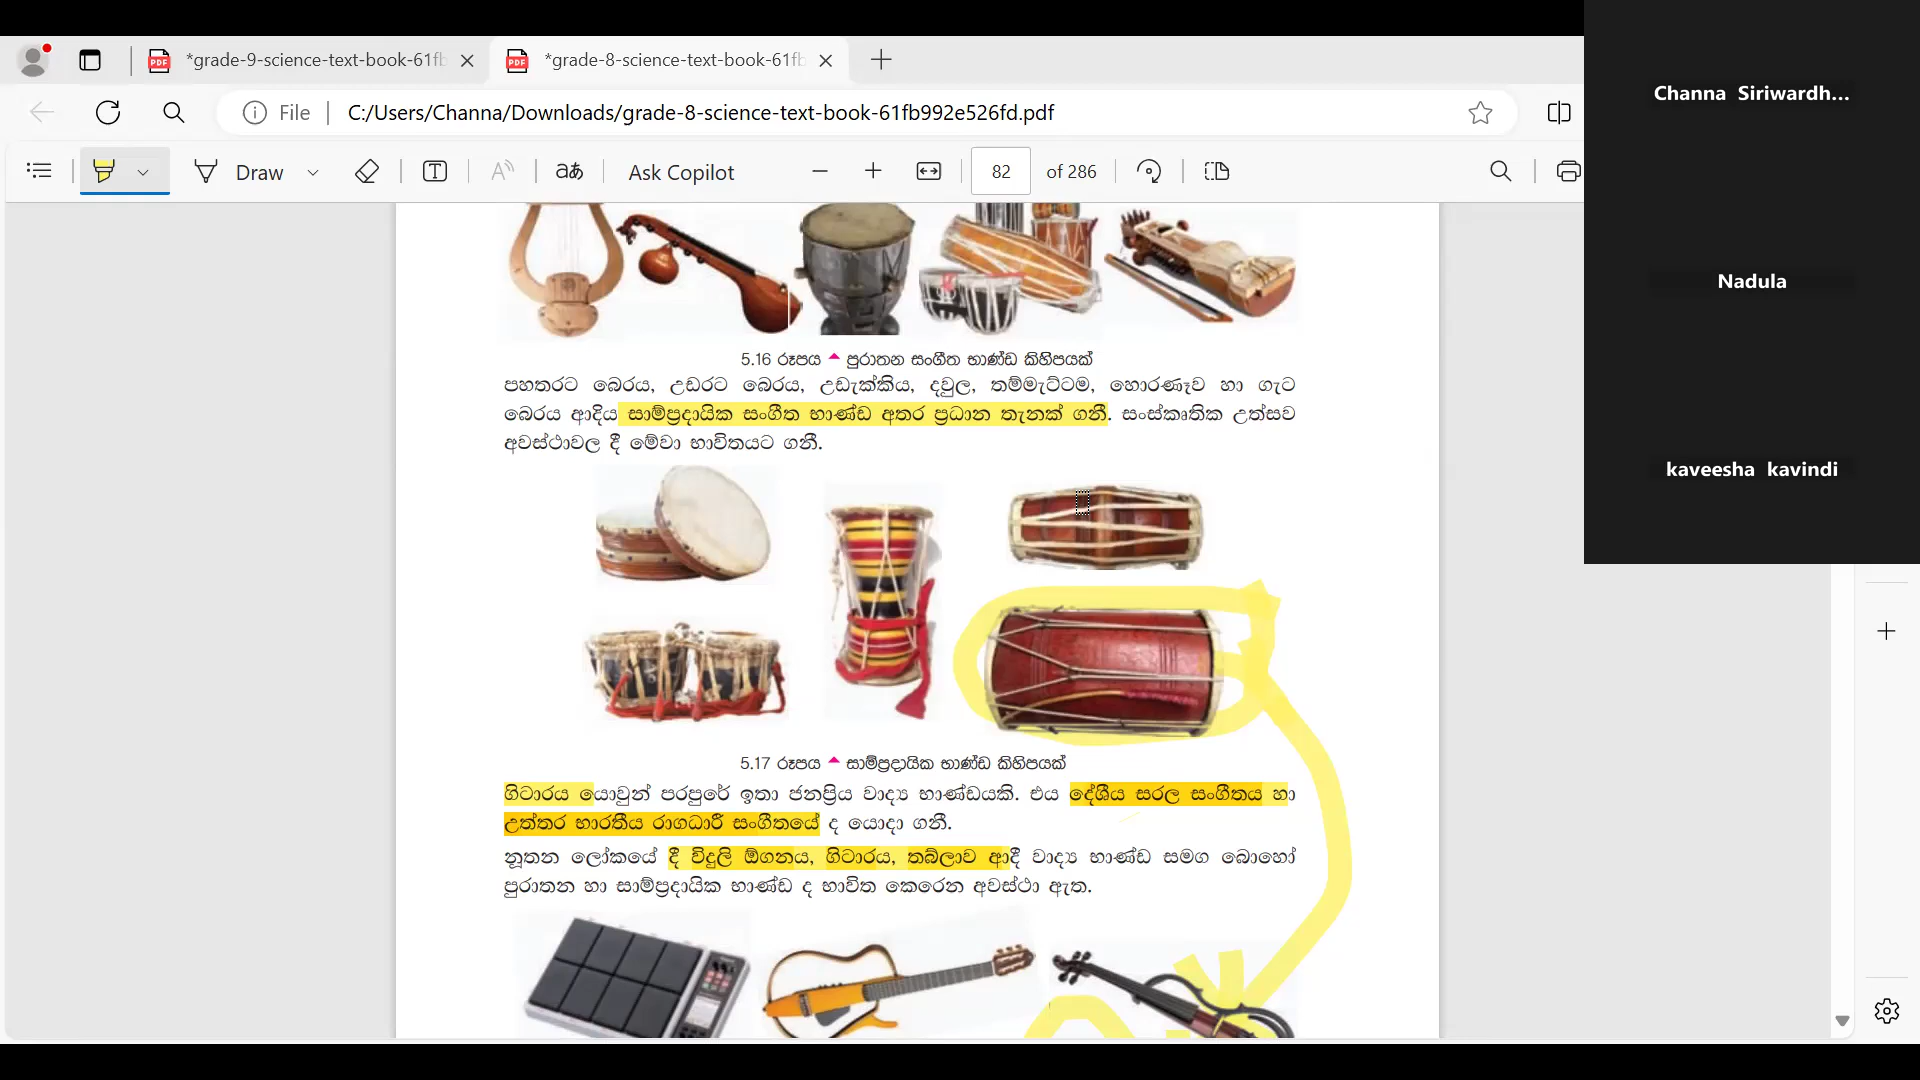 *grade-9-science-text-book-61fb
*grade-8-science-text-book-61fb
File
C:/Users/Channa/Downloads/grade-8-science-text-book-61fb992e526fd.pdf
Draw
Ask Copilot
82 of 286
Channa Siriwardh...
Nadula
kaveesha kavindi
5.16 රූපය පුරාතන සංගීත භාණ්ඩ කිහිපයක්
පහතරට බෙරය, උඩරට බෙරය, උඩැක්කිය, දවුල, තම්මැට්ටම, හොරණෑව හා ගැට
බෙරය ආදිය සාම්ප්‍රදායික සංගීත භාණ්ඩ අතර ප්‍රධාන තැනක් ගනී. සංස්කෘතික උත්සව
අවස්ථාවල දී මේවා භාවිතයට ගනී.
5.17 රූපය සාම්ප්‍රදායික භාණ්ඩ කිහිපයක්
ගිටාරය යොවුන් පරපුරේ ඉතා ජනප්‍රිය වාද්‍ය භාණ්ඩයකි. එය දේශීය සරල සංගීතය හා
උත්තර භාරතීය රාගධාරී සංගීතයේ ද යොදා ගනී.
නූතන ලෝකයේ දී විදුලි ඕගනය, ගිටාරය, තබ්ලාව ආදී වාද්‍ය භාණ්ඩ සමග බොහෝ
පුරාතන හා සාම්ප්‍රදායික භාණ්ඩ ද භාවිත කෙරෙන අවස්ථා ඇත.